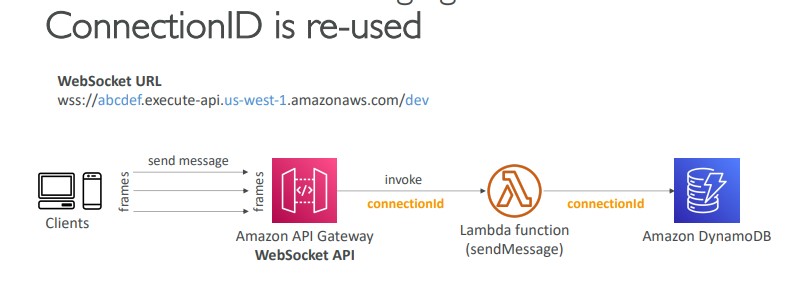 ConnectionID is re-used
WebSocket URL
wss://abcdef.execute-api.us-west-1.amazonaws.com/dev
send message
frames
frames
invoke
connectionId
connectionId
Clients
Amazon API Gateway
WebSocket API
Lambda function
(sendMessage)
Amazon DynamoDB